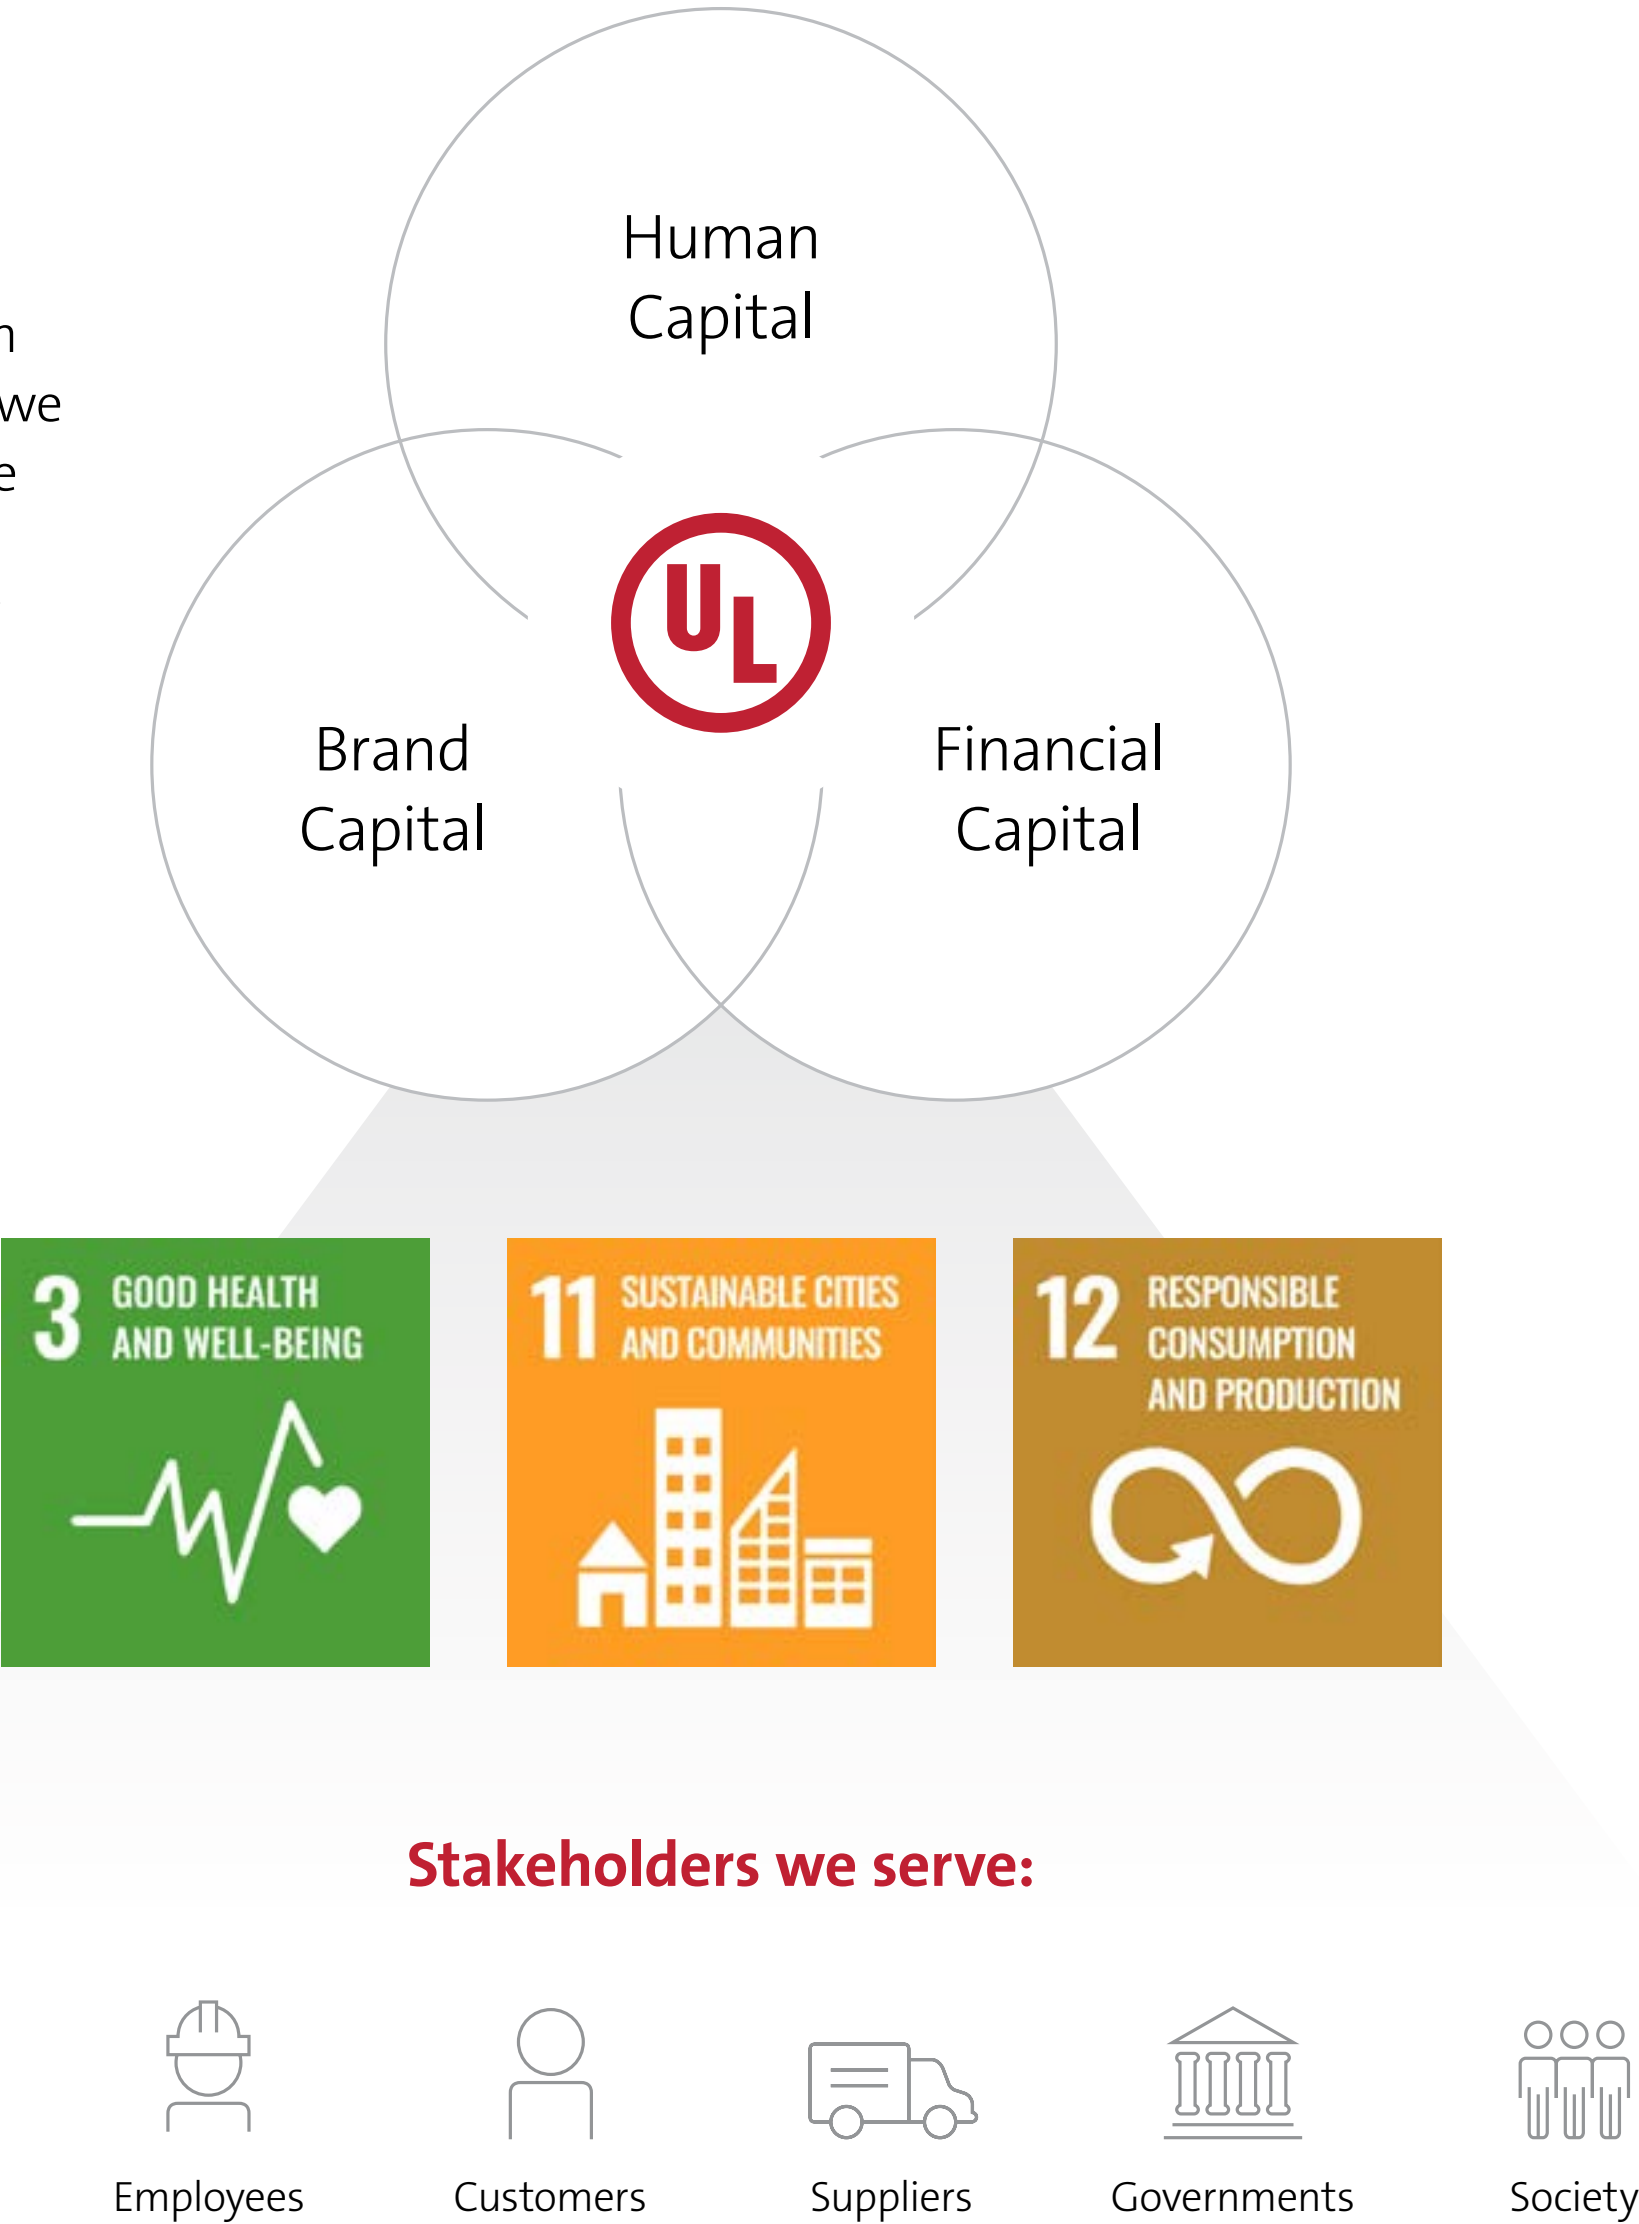 Human
Capital
we
UL
Brand
Capital
Financial
Capital
3 GOOD HEALTH
AND WELL-BEING
11 SUSTAINABLE CITIES
AND COMMUNITIES
12 RESPONSIBLE
CONSUMPTION
AND PRODUCTION
Stakeholders we serve:
Employees
Customers
Suppliers
Governments
Society